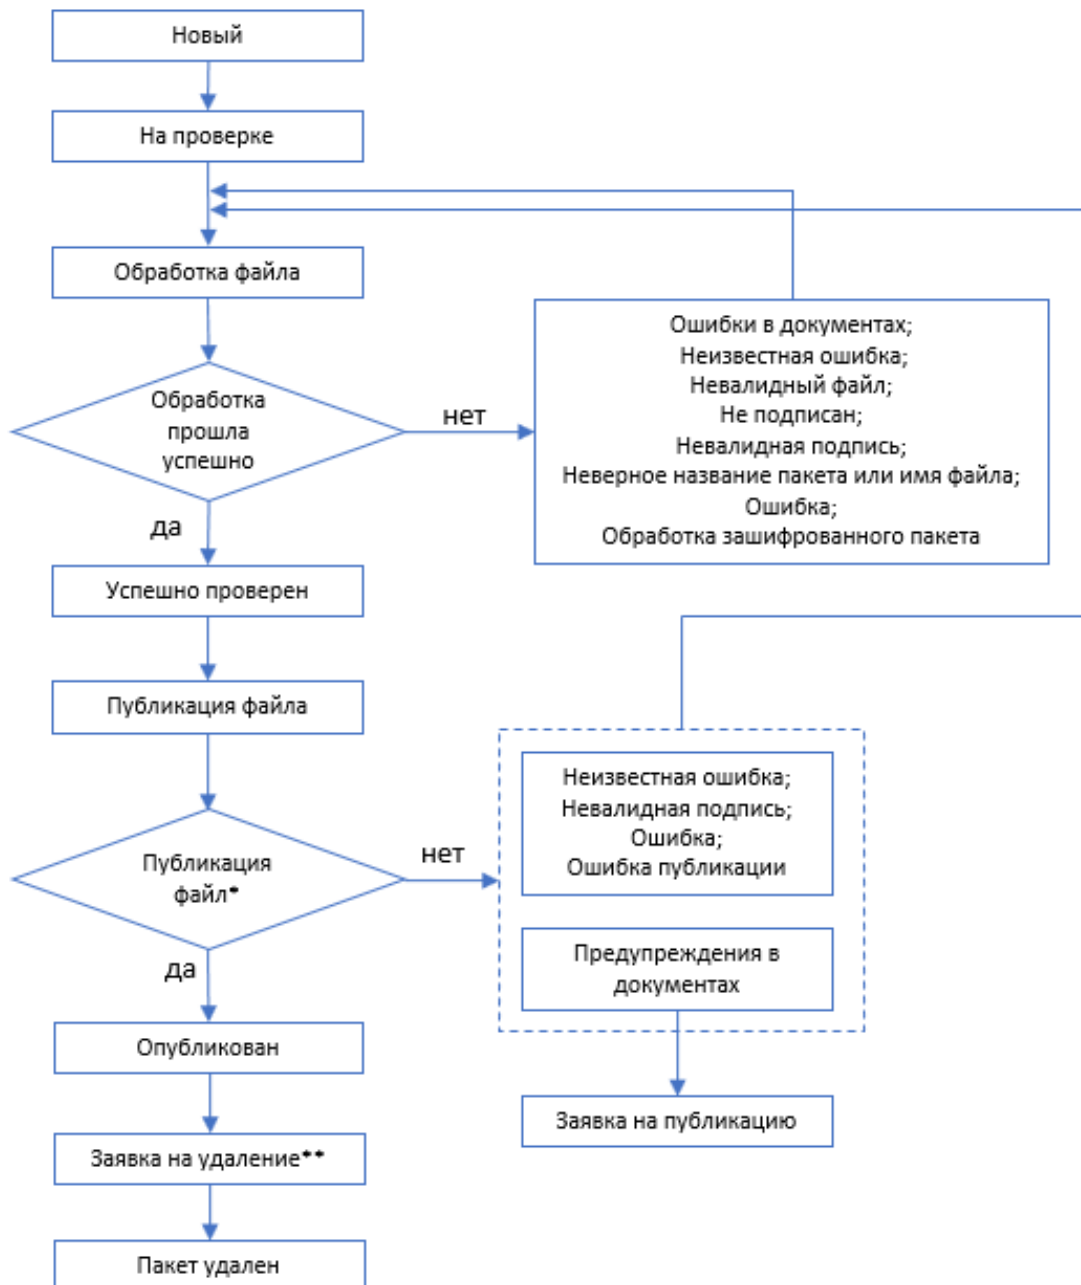 Новый
На проверке
Обработка файла
Обработка
прошла
успешно
нет
Ошибки в документах;
Неизвестная ошибка;
Невалидный файл;
Не подписан;
Невалидная подпись;
Неверное название пакета или имя файла;
Ошибка;
Обработка зашифрованного пакета
да
Успешно проверен
Публикация файла
Публикация
файл*
нет
Неизвестная ошибка;
Невалидная подпись;
Ошибка;
Ошибка публикации
Предупреждения в
документах
да
Опубликован
Заявка на публикацию
Заявка на удаление**
Пакет удален